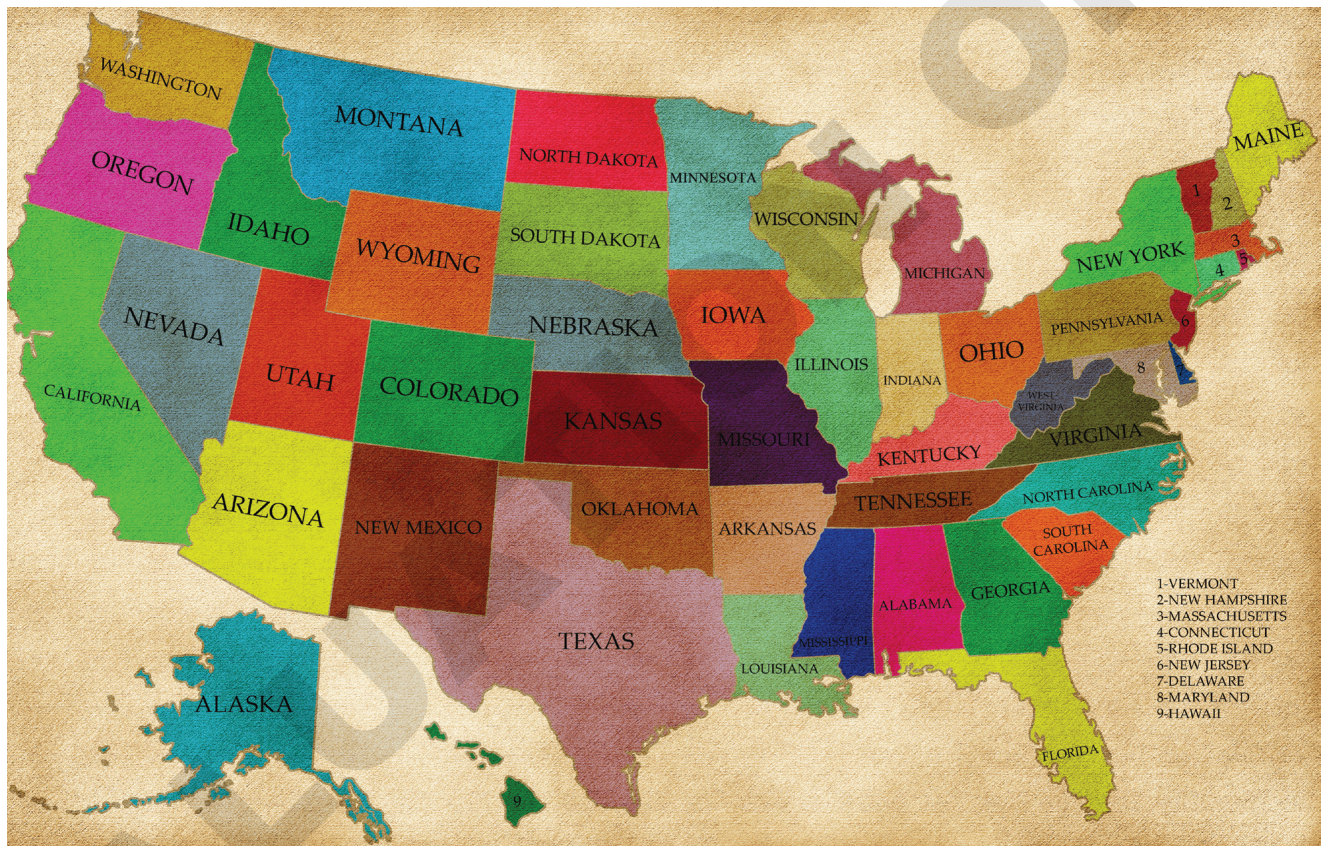 WASHINGTON
MONTANA
NORTH DAKOTA
MINNESOTA
MAINE
OREGON
IDAHO
WYOMING
SOUTH DAKOTA
WISCONSIN
MICHIGAN
NEW YORK
1
2
3
4
5
NEVADA
UTAH
COLORADO
NEBRASKA
IOWA
ILLINOIS
INDIANA
OHIO
PENNSYLVANIA
6
7
8
WEST-
VIRGINIA
VIRGINIA
CALIFORNIA
KANSAS
MISSOURI
KENTUCKY
ARIZONA
NEW MEXICO
OKLAHOMA
ARKANSAS
TENNESSEE
NORTH CAROLINA
SOUTH
CAROLINA
TEXAS
LOUISIANA
MISSISSIPPI
ALABAMA
GEORGIA
FLORIDA
ALASKA
9
1-VERMONT
2-NEW HAMPSHIRE
3-MASSACHUSETTS
4-CONNECTICUT
5-RHODE ISLAND
6-NEW JERSEY
7-DELAWARE
8-MARYLAND
9-HAWAII